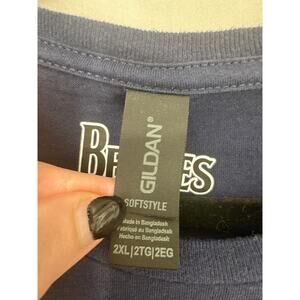 GILDAN®
SOFTSTYLE
Made in Bangladesh
Fabriqué au Bangladesh
Hecho en Bangladesh
2XL|2TG|2EG